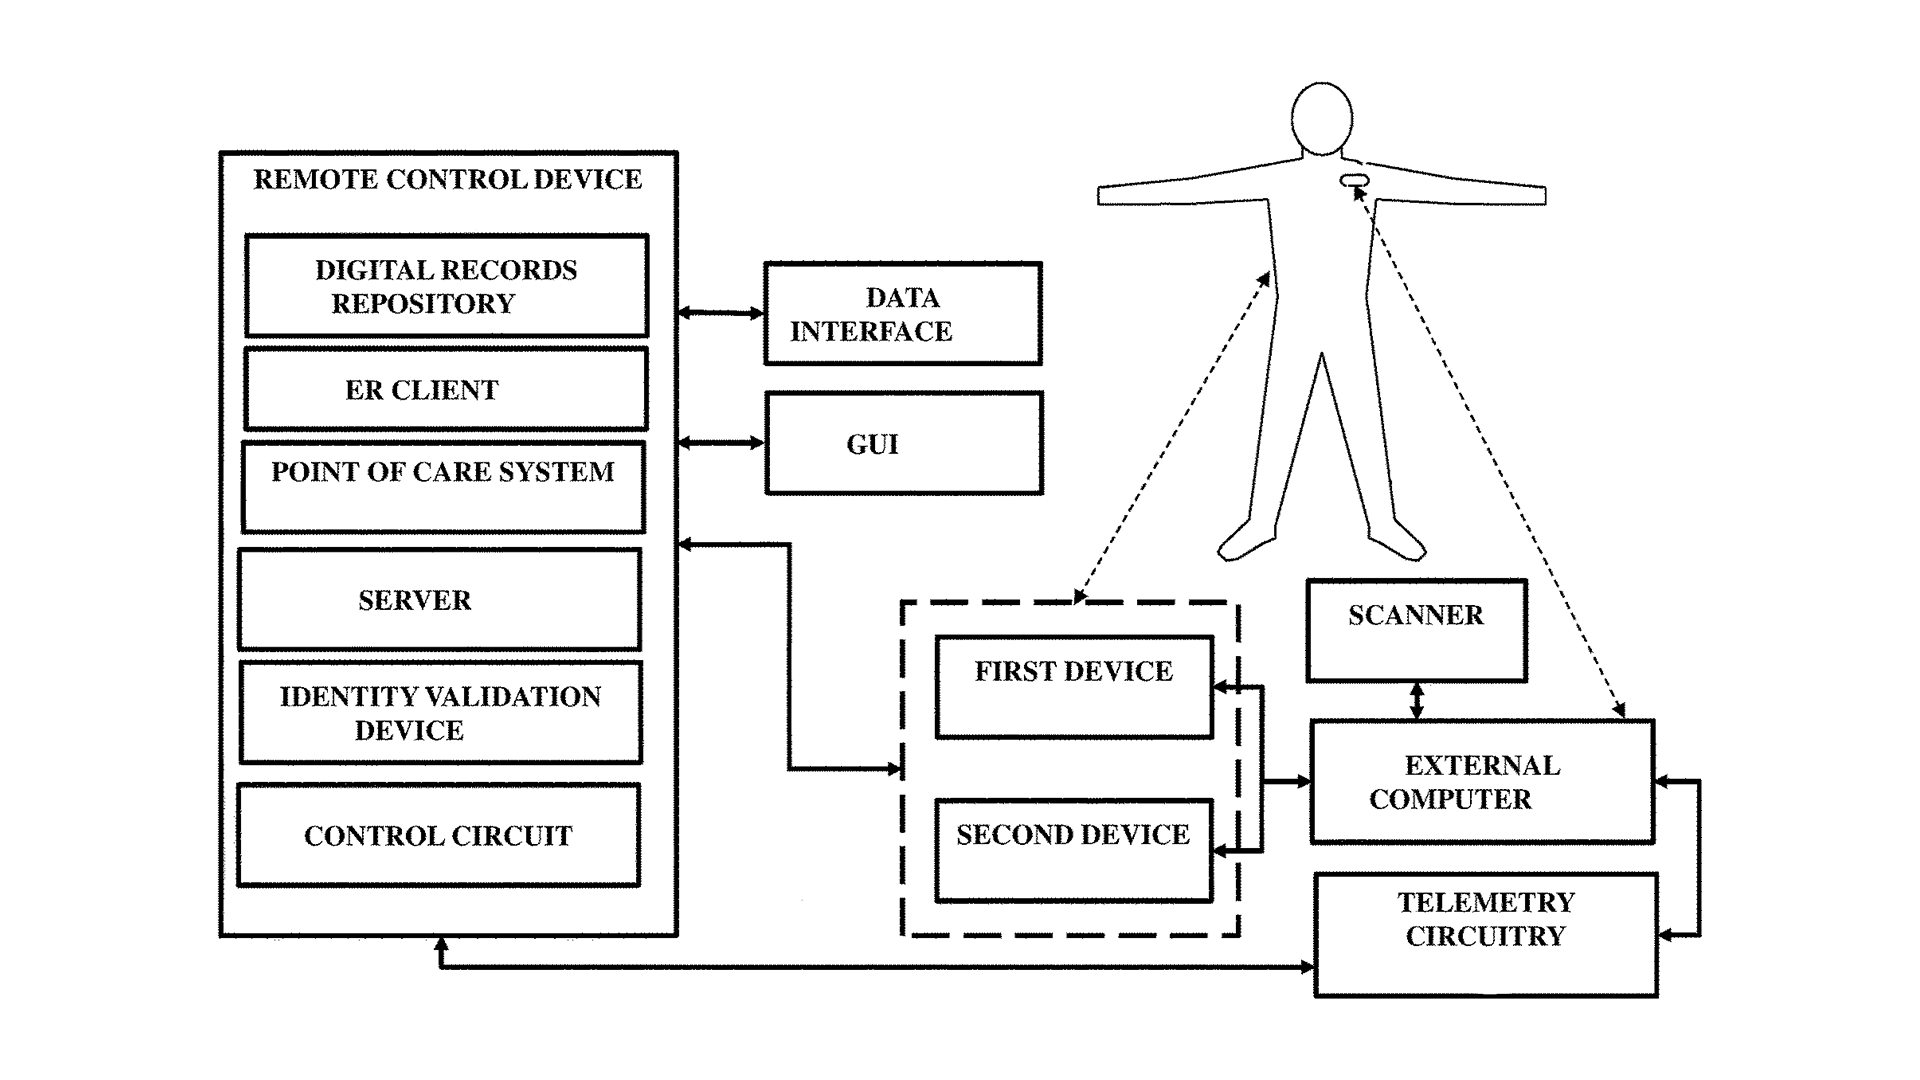 REMOTE CONTROL DEVICE
DIGITAL RECORDS
REPOSITORY
ER CLIENT
POINT OF CARE SYSTEM
SERVER
IDENTITY VALIDATION
DEVICE
CONTROL CIRCUIT
DATA
INTERFACE
GUI
FIRST DEVICE
SECOND DEVICE
SCANNER
EXTERNAL
COMPUTER
TELEMETRY
CIRCUITRY